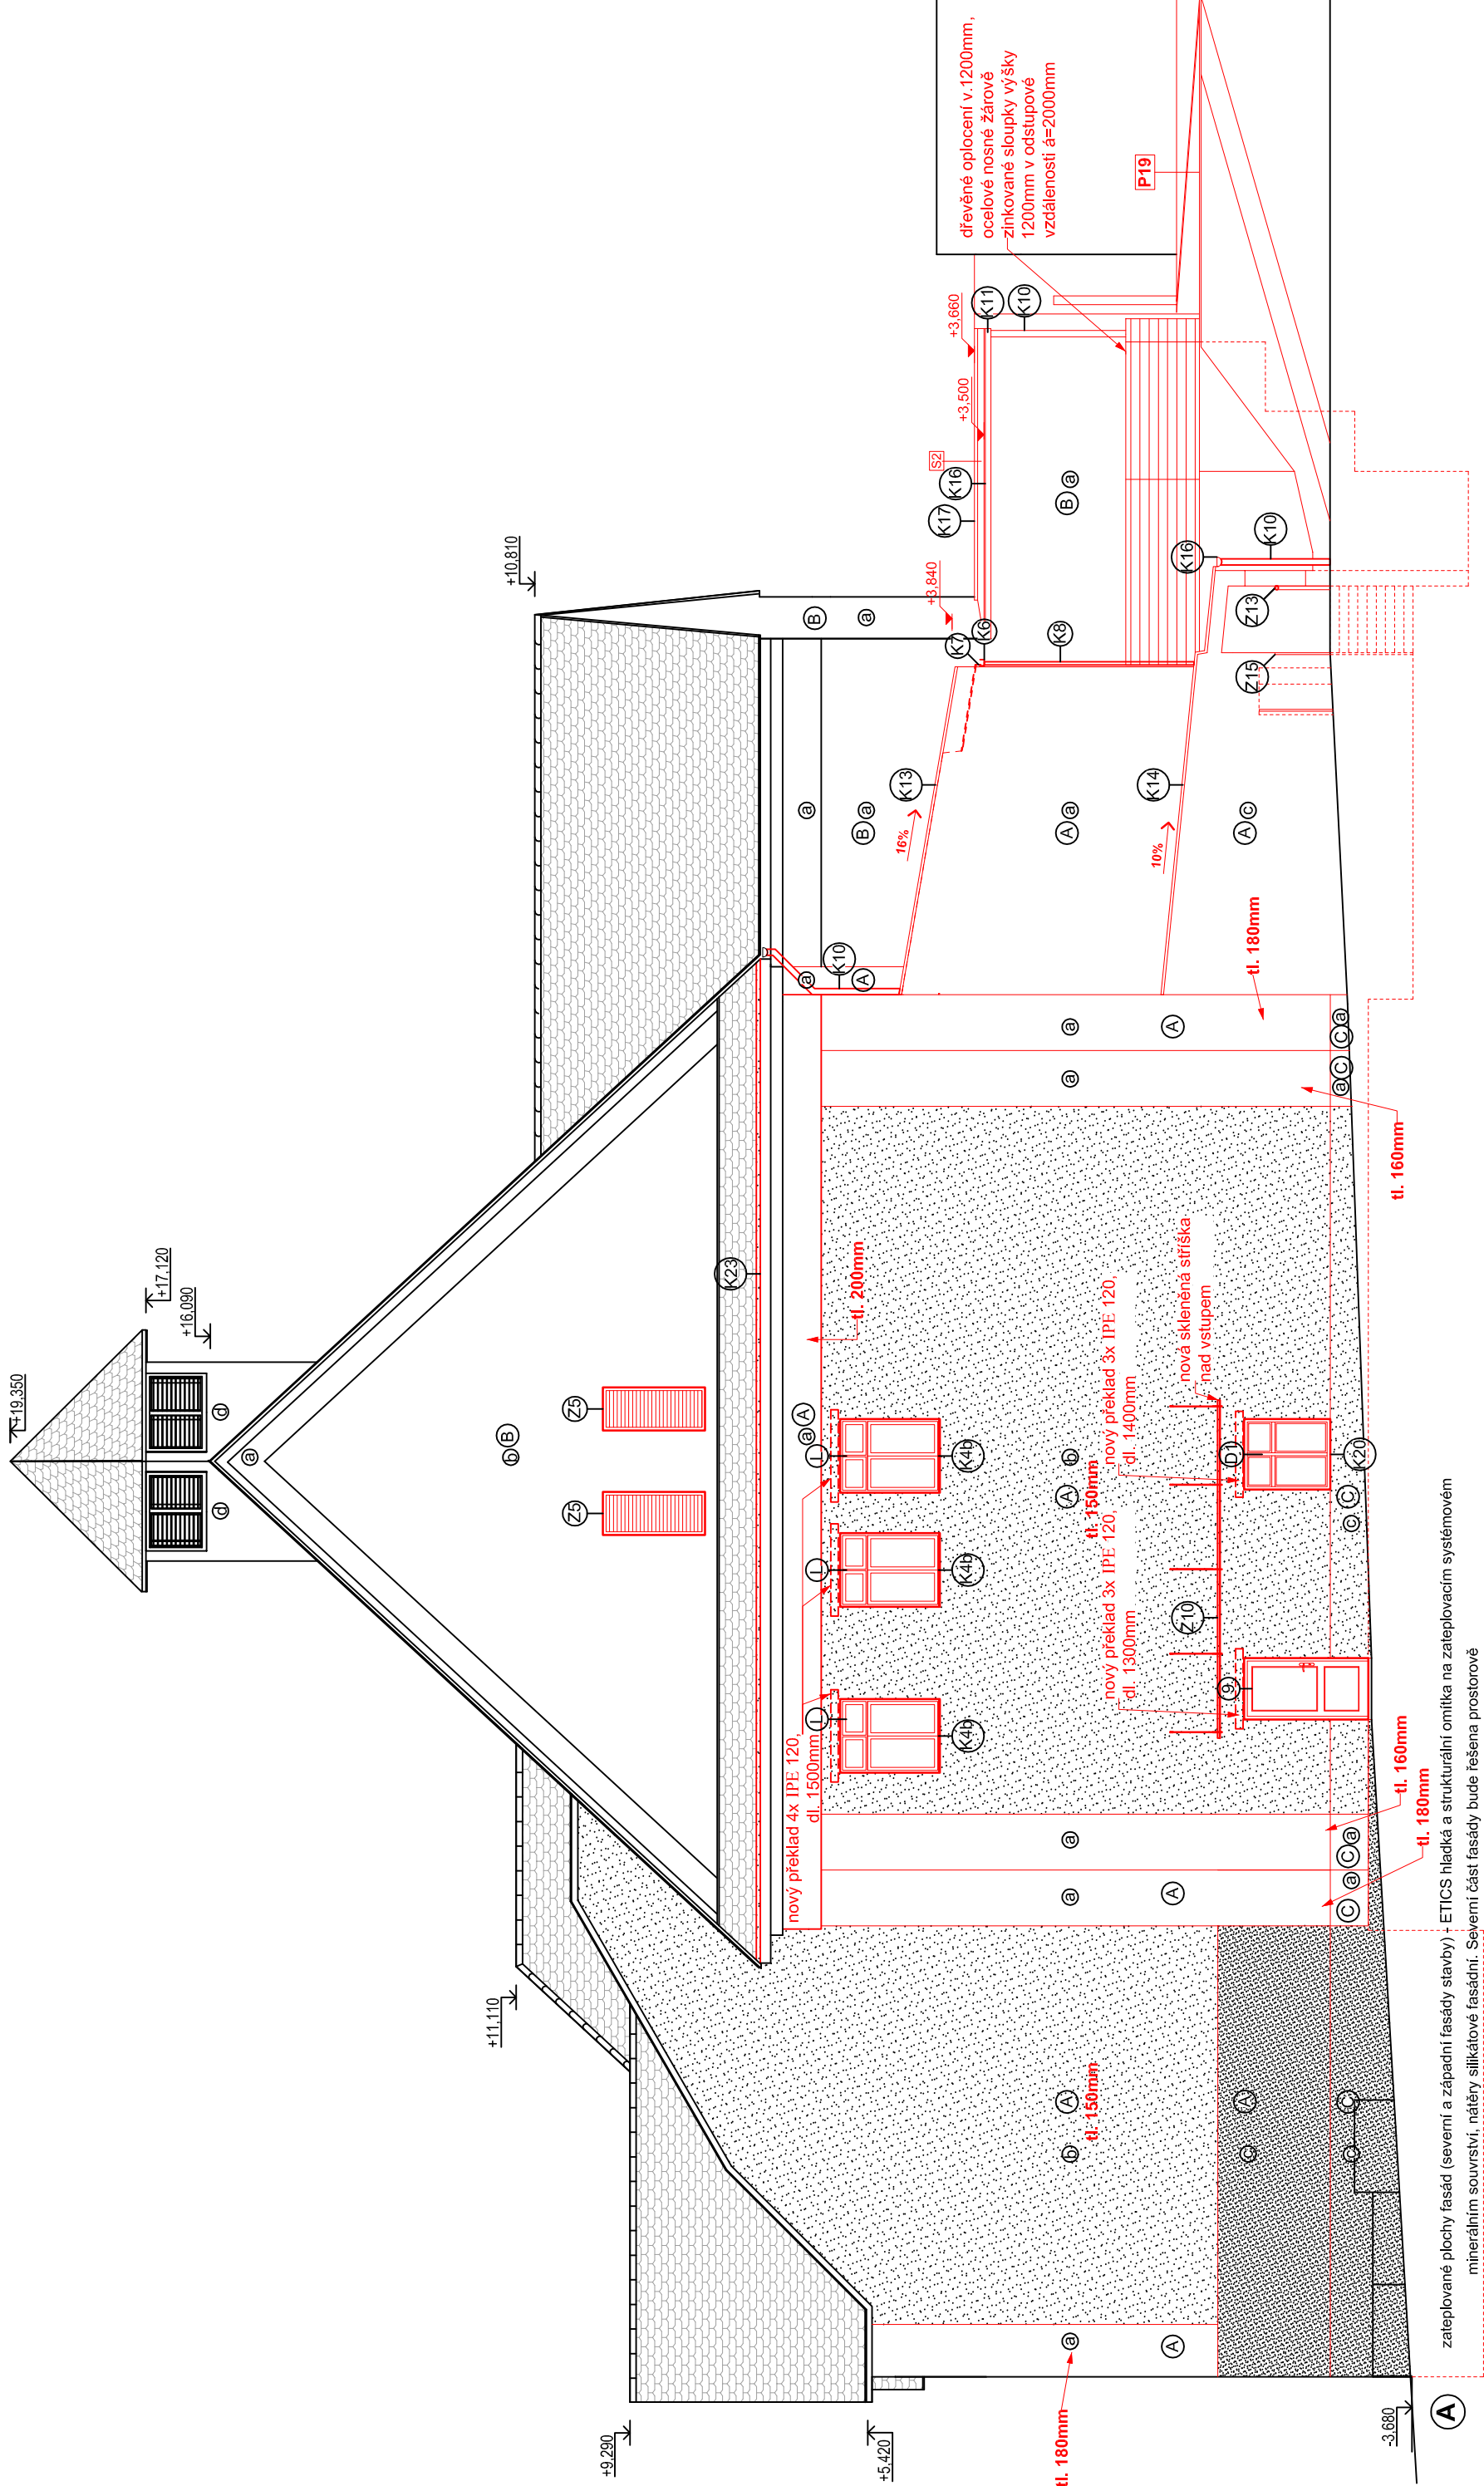 +19,350
+17,120
+16,090
+11,110
+10,810
+9,290
+5,420
-3,680
d
d
a
Z5
Z5
b B
K23
B
a
a
B a
a
A
K10
K13
16%
K7
K6
+3,840
K17
K16
S2
+3,500
+3,660
K11
K10
dřevěné oplocení v.1200mm,
ocelové nosné žárově
zinkované sloupky výšky
1200mm v odstupové
vzdálenosti á=2000mm
P19
B a
K8
A a
K14
10%
A c
K16
K10
Z13
Z15
tl. 180mm
nový překlad 4x IPE 120,
dl. 1500mm
I
I
I
a A
K4b
K4b
K4b
tl. 200mm
a
a
A
a
a
A
b
A
tl. 150mm
nový překlad 3x IPE 120,
dl. 1300mm
nový překlad 3x IPE 120,
dl. 1400mm
nová skleněná stříška
nad vstupem
Z10
9
D1
K20
c C
a C
C a
tl. 160mm
C a
C a
tl. 160mm
tl. 180mm
b
A
tl. 150mm
c
A
c
C
a
A
tl. 180mm
A
zateplované plochy fasád (severní a západní fasády stavby) - ETICS hladká a strukturální omítka na zateplovacím systémovém
minerálním souvrství, nátěry silikátové fasádní. Severní část fasády bude řešena prostorově